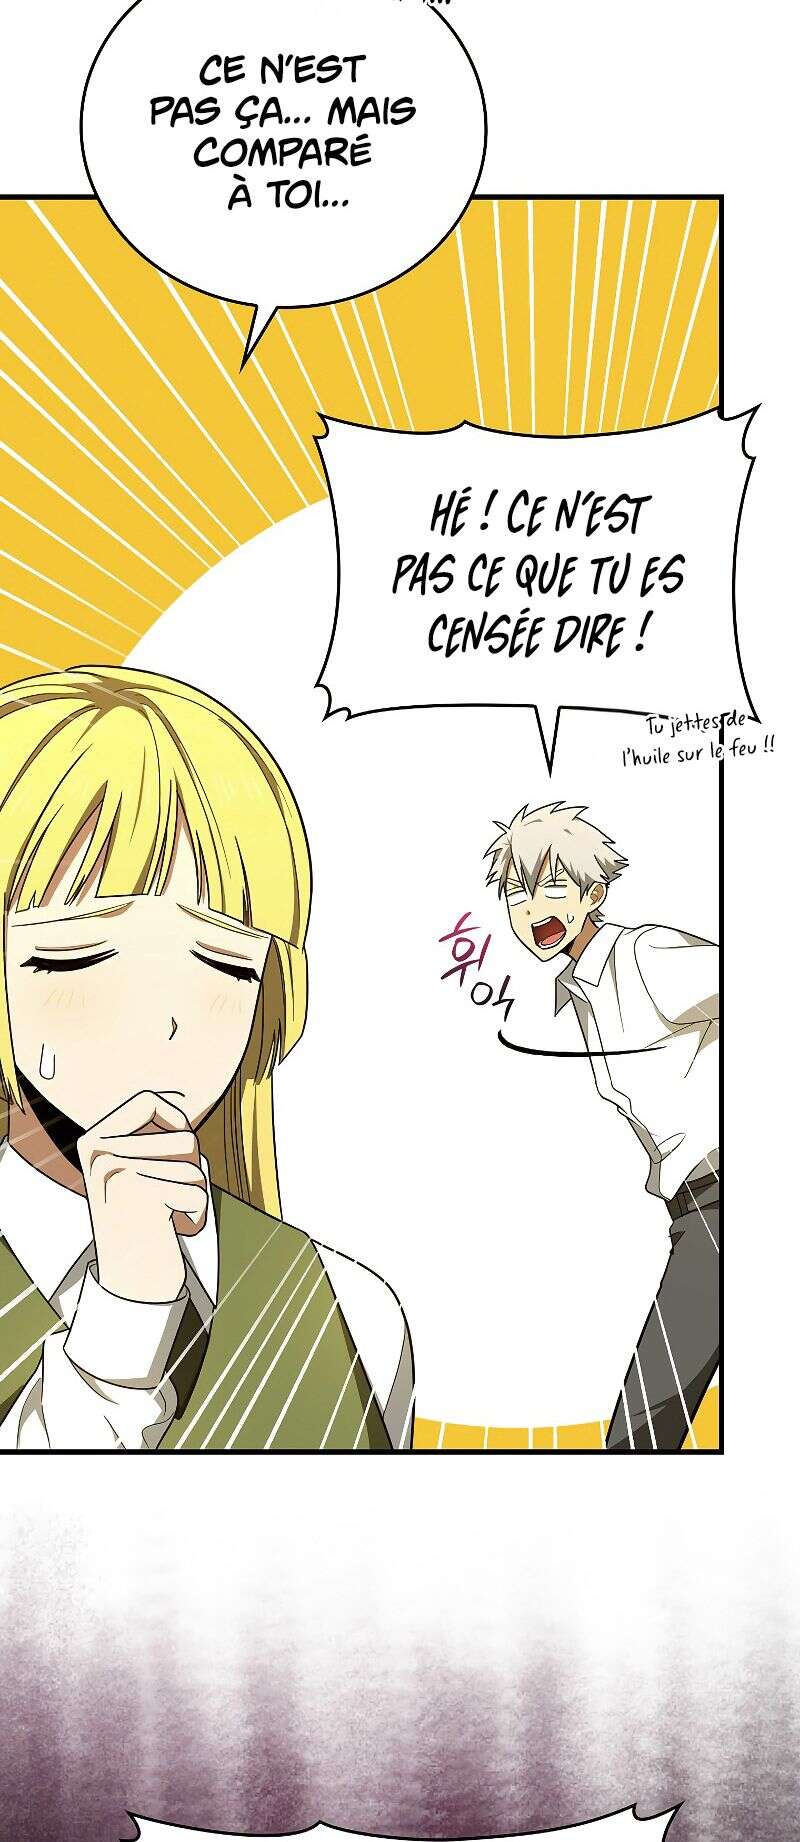 CE N'EST
PAS ÇA... MAIS
COMPARÉ
À TOI...
HÉ ! CE N'EST
PAS CE QUE TU ES
CENSÉE DIRE !
Tu jettes de
l'huile sur le feu !!
휘
익